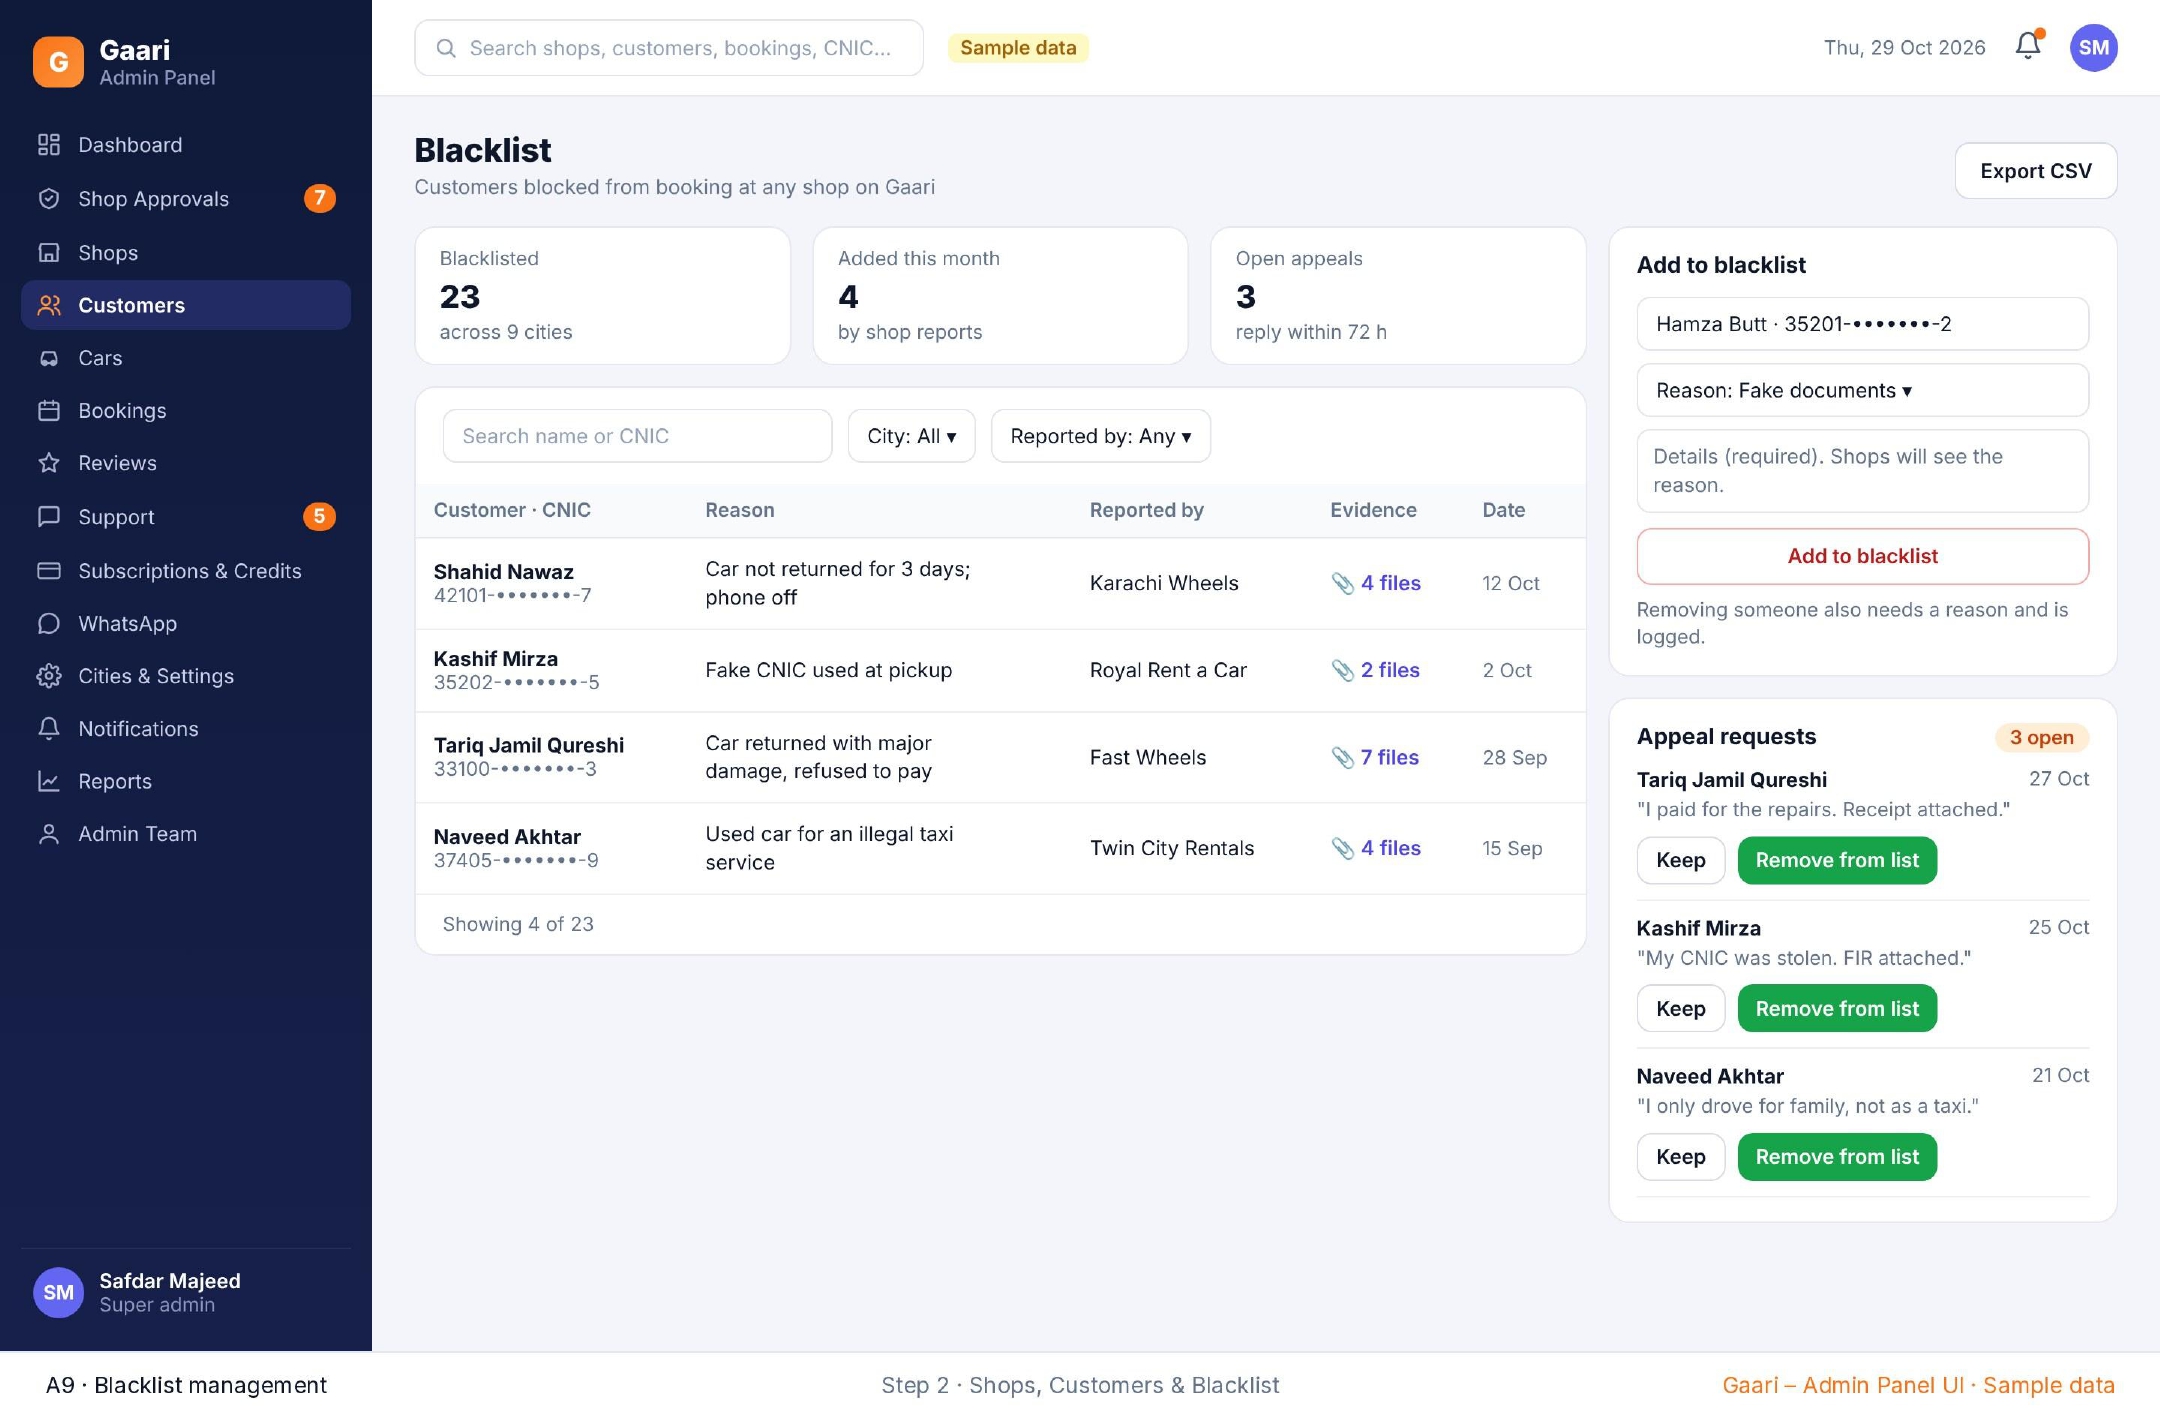 G
Gaari
Admin Panel
Dashboard
Shop Approvals 7
Shops
Customers
Cars
Bookings
Reviews
Support 5
Subscriptions & Credits
WhatsApp
Cities & Settings
Notifications
Reports
Admin Team
SM
Safdar Majeed
Super admin
Search shops, customers, bookings, CNIC...
Sample data
Thu, 29 Oct 2026
SM
Blacklist
Customers blocked from booking at any shop on Gaari
Export CSV
Blacklisted
23
across 9 cities
Added this month
4
by shop reports
Open appeals
3
reply within 72 h
Search name or CNIC
City: All ▾
Reported by: Any ▾
Customer · CNIC Reason Reported by Evidence Date
Shahid Nawaz
42101-•••••••-7
Car not returned for 3 days;
phone off
Karachi Wheels
📎 4 files
12 Oct
Kashif Mirza
35202-•••••••-5
Fake CNIC used at pickup
Royal Rent a Car
📎 2 files
2 Oct
Tariq Jamil Qureshi
33100-•••••••-3
Car returned with major
damage, refused to pay
Fast Wheels
📎 7 files
28 Sep
Naveed Akhtar
37405-•••••••-9
Used car for an illegal taxi
service
Twin City Rentals
📎 4 files
15 Sep
Showing 4 of 23
Add to blacklist
Hamza Butt · 35201-•••••••-2
Reason: Fake documents ▾
Details (required). Shops will see the
reason.
Add to blacklist
Removing someone also needs a reason and is
logged.
Appeal requests 3 open
Tariq Jamil Qureshi 27 Oct
"I paid for the repairs. Receipt attached."
Keep Remove from list
Kashif Mirza 25 Oct
"My CNIC was stolen. FIR attached."
Keep Remove from list
Naveed Akhtar 21 Oct
"I only drove for family, not as a taxi."
Keep Remove from list
A9 · Blacklist management
Step 2 · Shops, Customers & Blacklist
Gaari – Admin Panel UI · Sample data